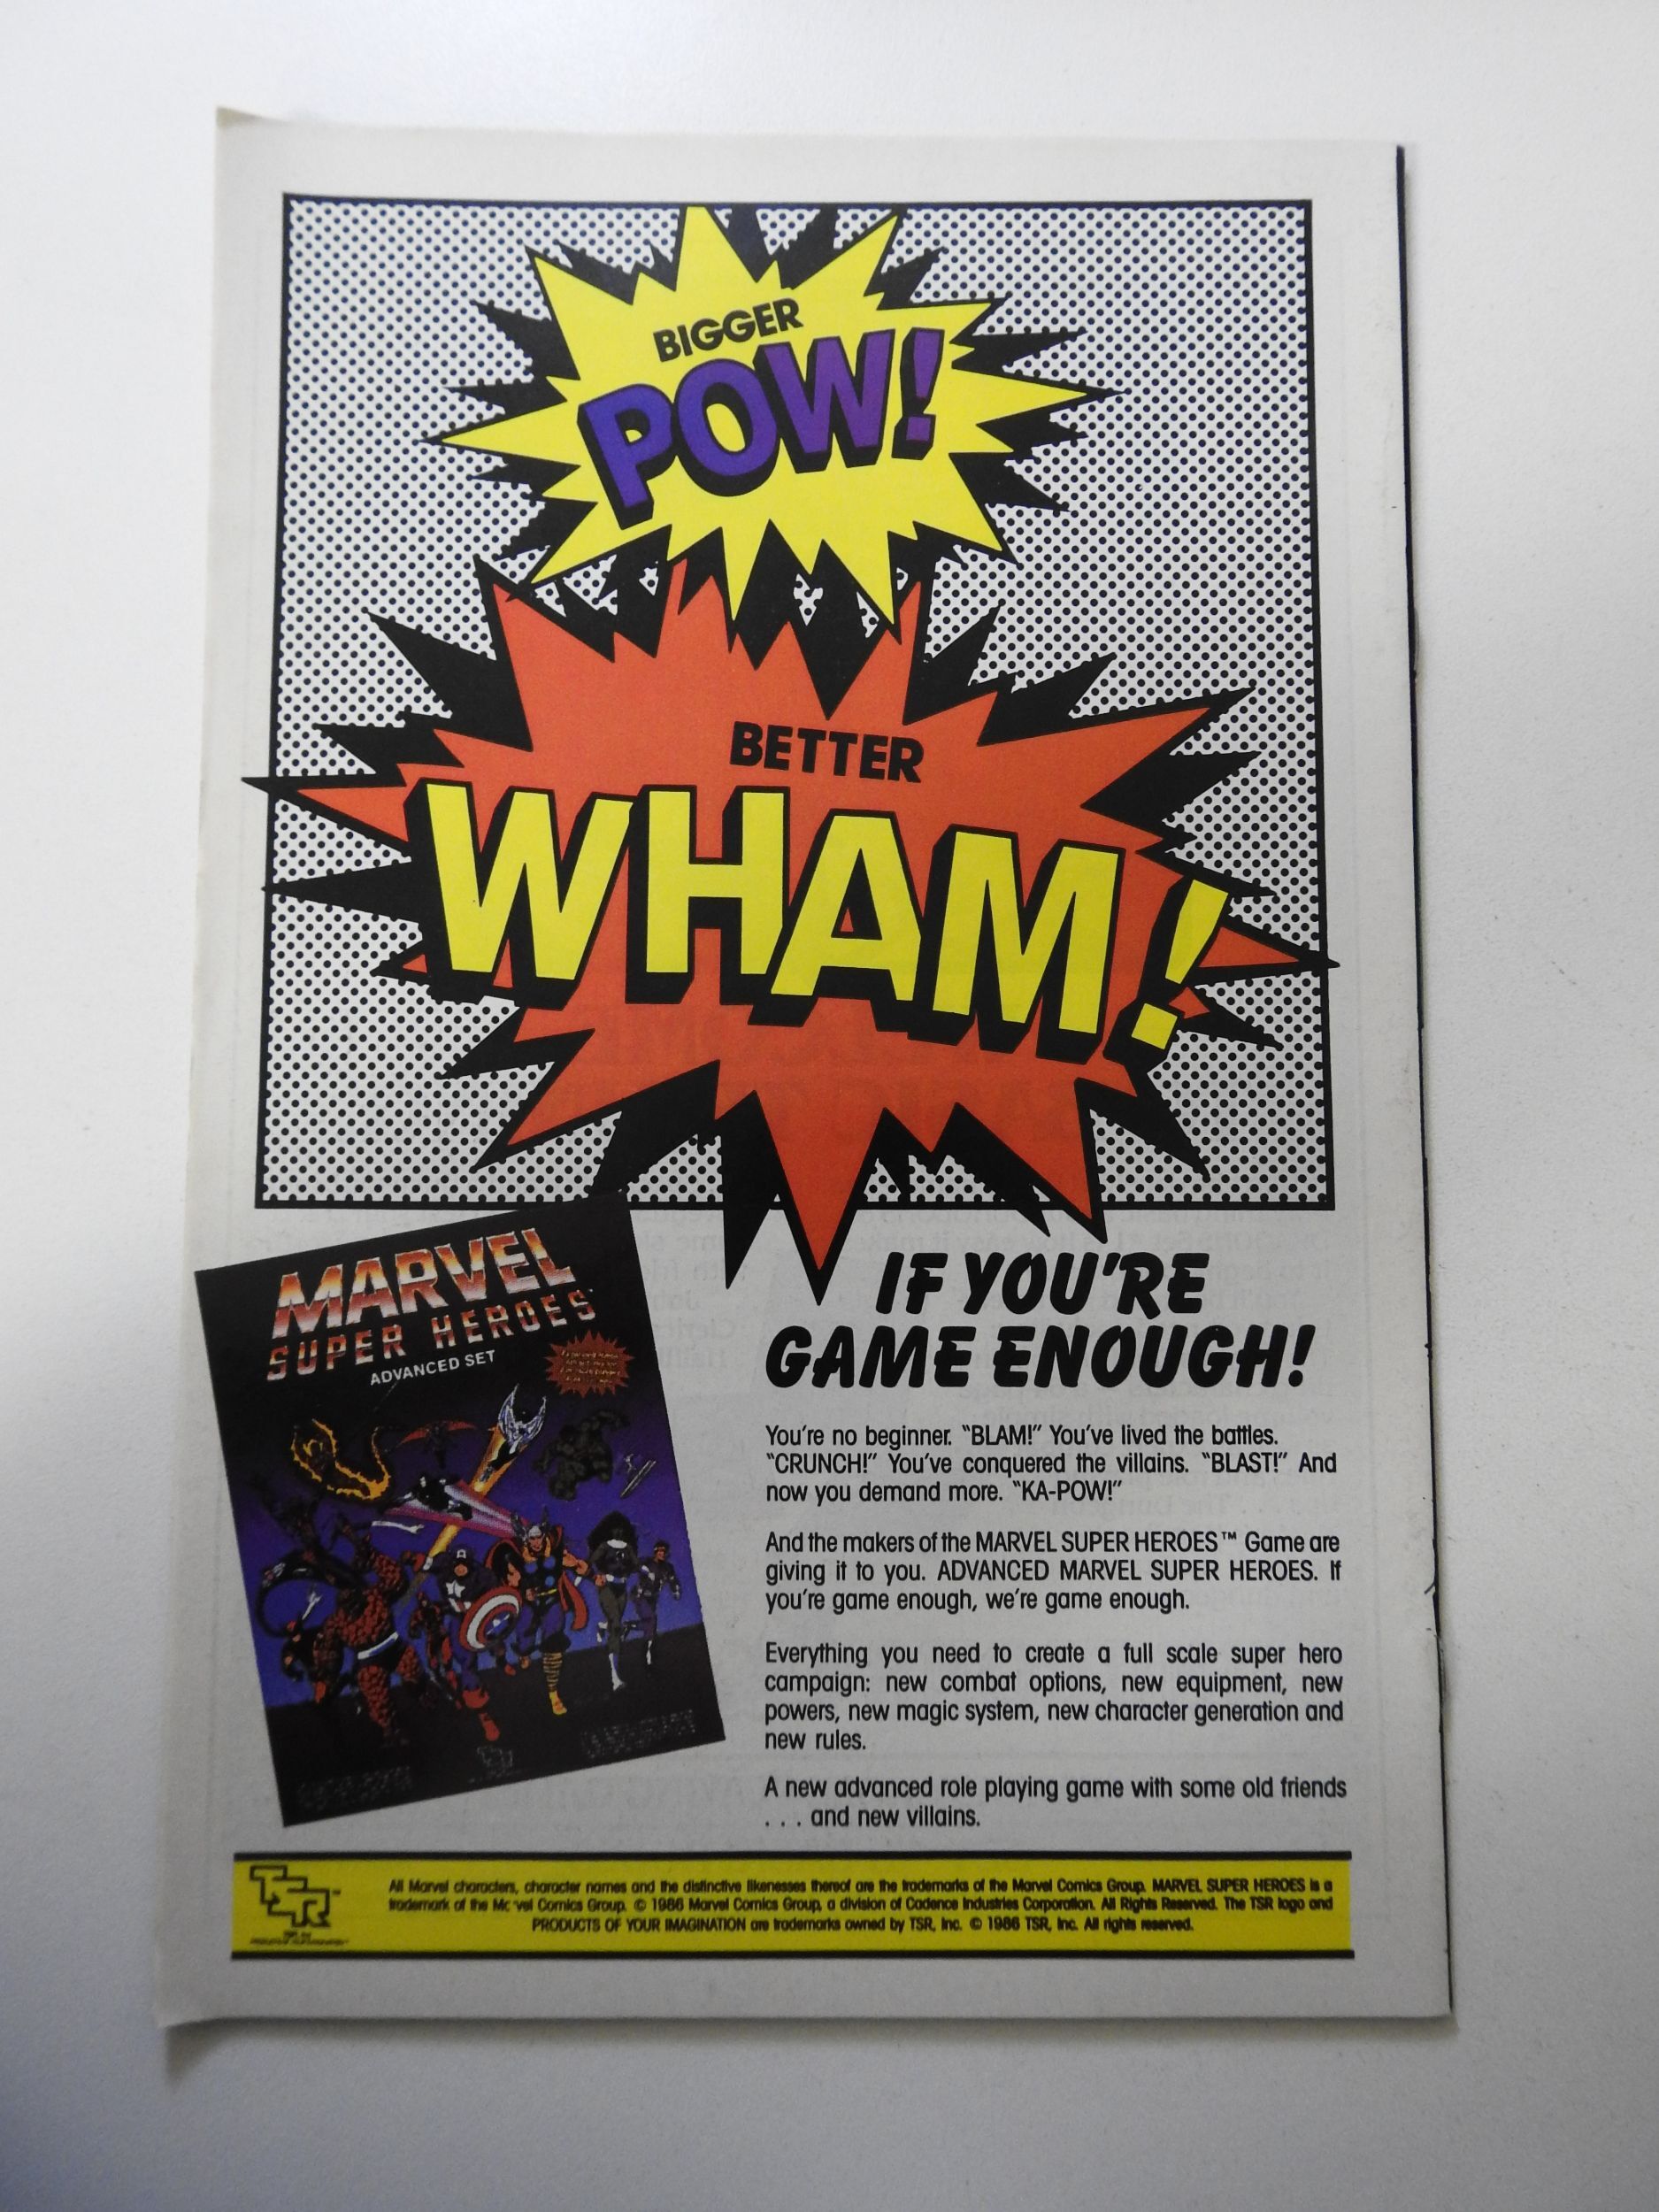 BIGGER
POW!
BETTER
WHAM!
MARVEL
SUPER HEROES
ADVANCED SET
IF YOU'RE
GAME ENOUGH!
You're no beginner. “BLAM!” You've lived the battles.
“CRUNCH!” You've conquered the villains. “BLAST!” And
now you demand more. “KA-POW!”
And the makers of the MARVEL SUPER HEROES™ Game are
giving it to you. ADVANCED MARVEL SUPER HEROES. If
you're game enough, we're game enough.
Everything you need to create a full scale super hero
campaign: new combat options, new equipment, new
powers, new magic system, new character generation and
new rules.
A new advanced role playing game with some old friends
. . . and new villains.
TSR™
All Marvel characters, character names and the distinctive likenesses thereof are the trademarks of the Marvel Comics Group. MARVEL SUPER HEROES is a
trademark of the Mc vel Comics Group. © 1986 Marvel Comics Group, a division of Cadence Industries Corporation. All Rights Reserved. The TSR logo and
PRODUCTS OF YOUR IMAGINATION are trademarks owned by TSR, Inc. © 1986 TSR, Inc. All rights reserved.